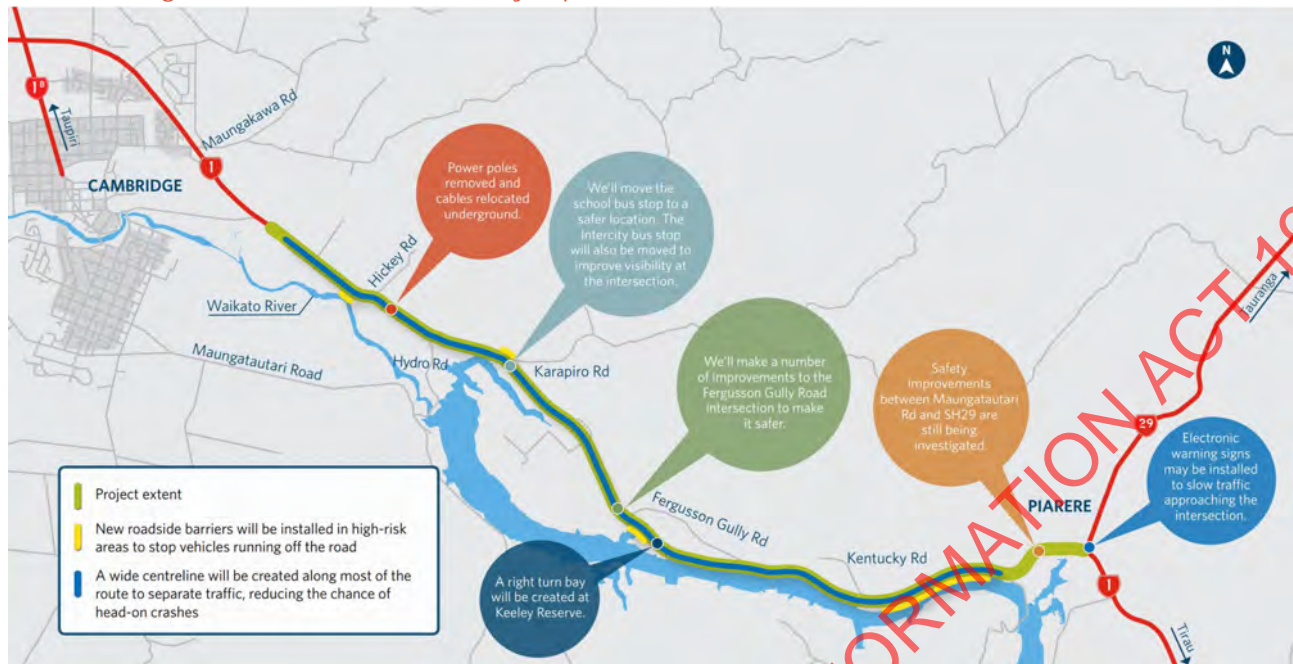 N
1B
Taupiri
Maungakawa Rd
1
CAMBRIDGE
Power poles
removed and
cables relocated
underground.
We'll move the
school bus stop to a
safer location. The
Intercity bus stop
will also be moved to
improve visibility at
the intersection.
Hickey Rd
Waikato River
Maungatautari Road
Hydro Rd
Karapiro Rd
We'll make a number
of improvements to the
Fergusson Gully Road
intersection to make
it safer.
Safety
Improvements
between Maungatautari
Rd and SH29 are
still being
investigated.
Tauranga
29
Electronic
warning signs
may be installed
to slow traffic
approaching the
intersection.
PIARERE
Fergusson Gully Rd
Kentucky Rd
A right turn bay
will be created at
Keeley Reserve.
1
Tirau
Project extent
New roadside barriers will be installed in high-risk
areas to stop vehicles running off the road
A wide centreline will be created along most of the
route to separate traffic, reducing the chance of
head-on crashes
ORMATION ACT 19